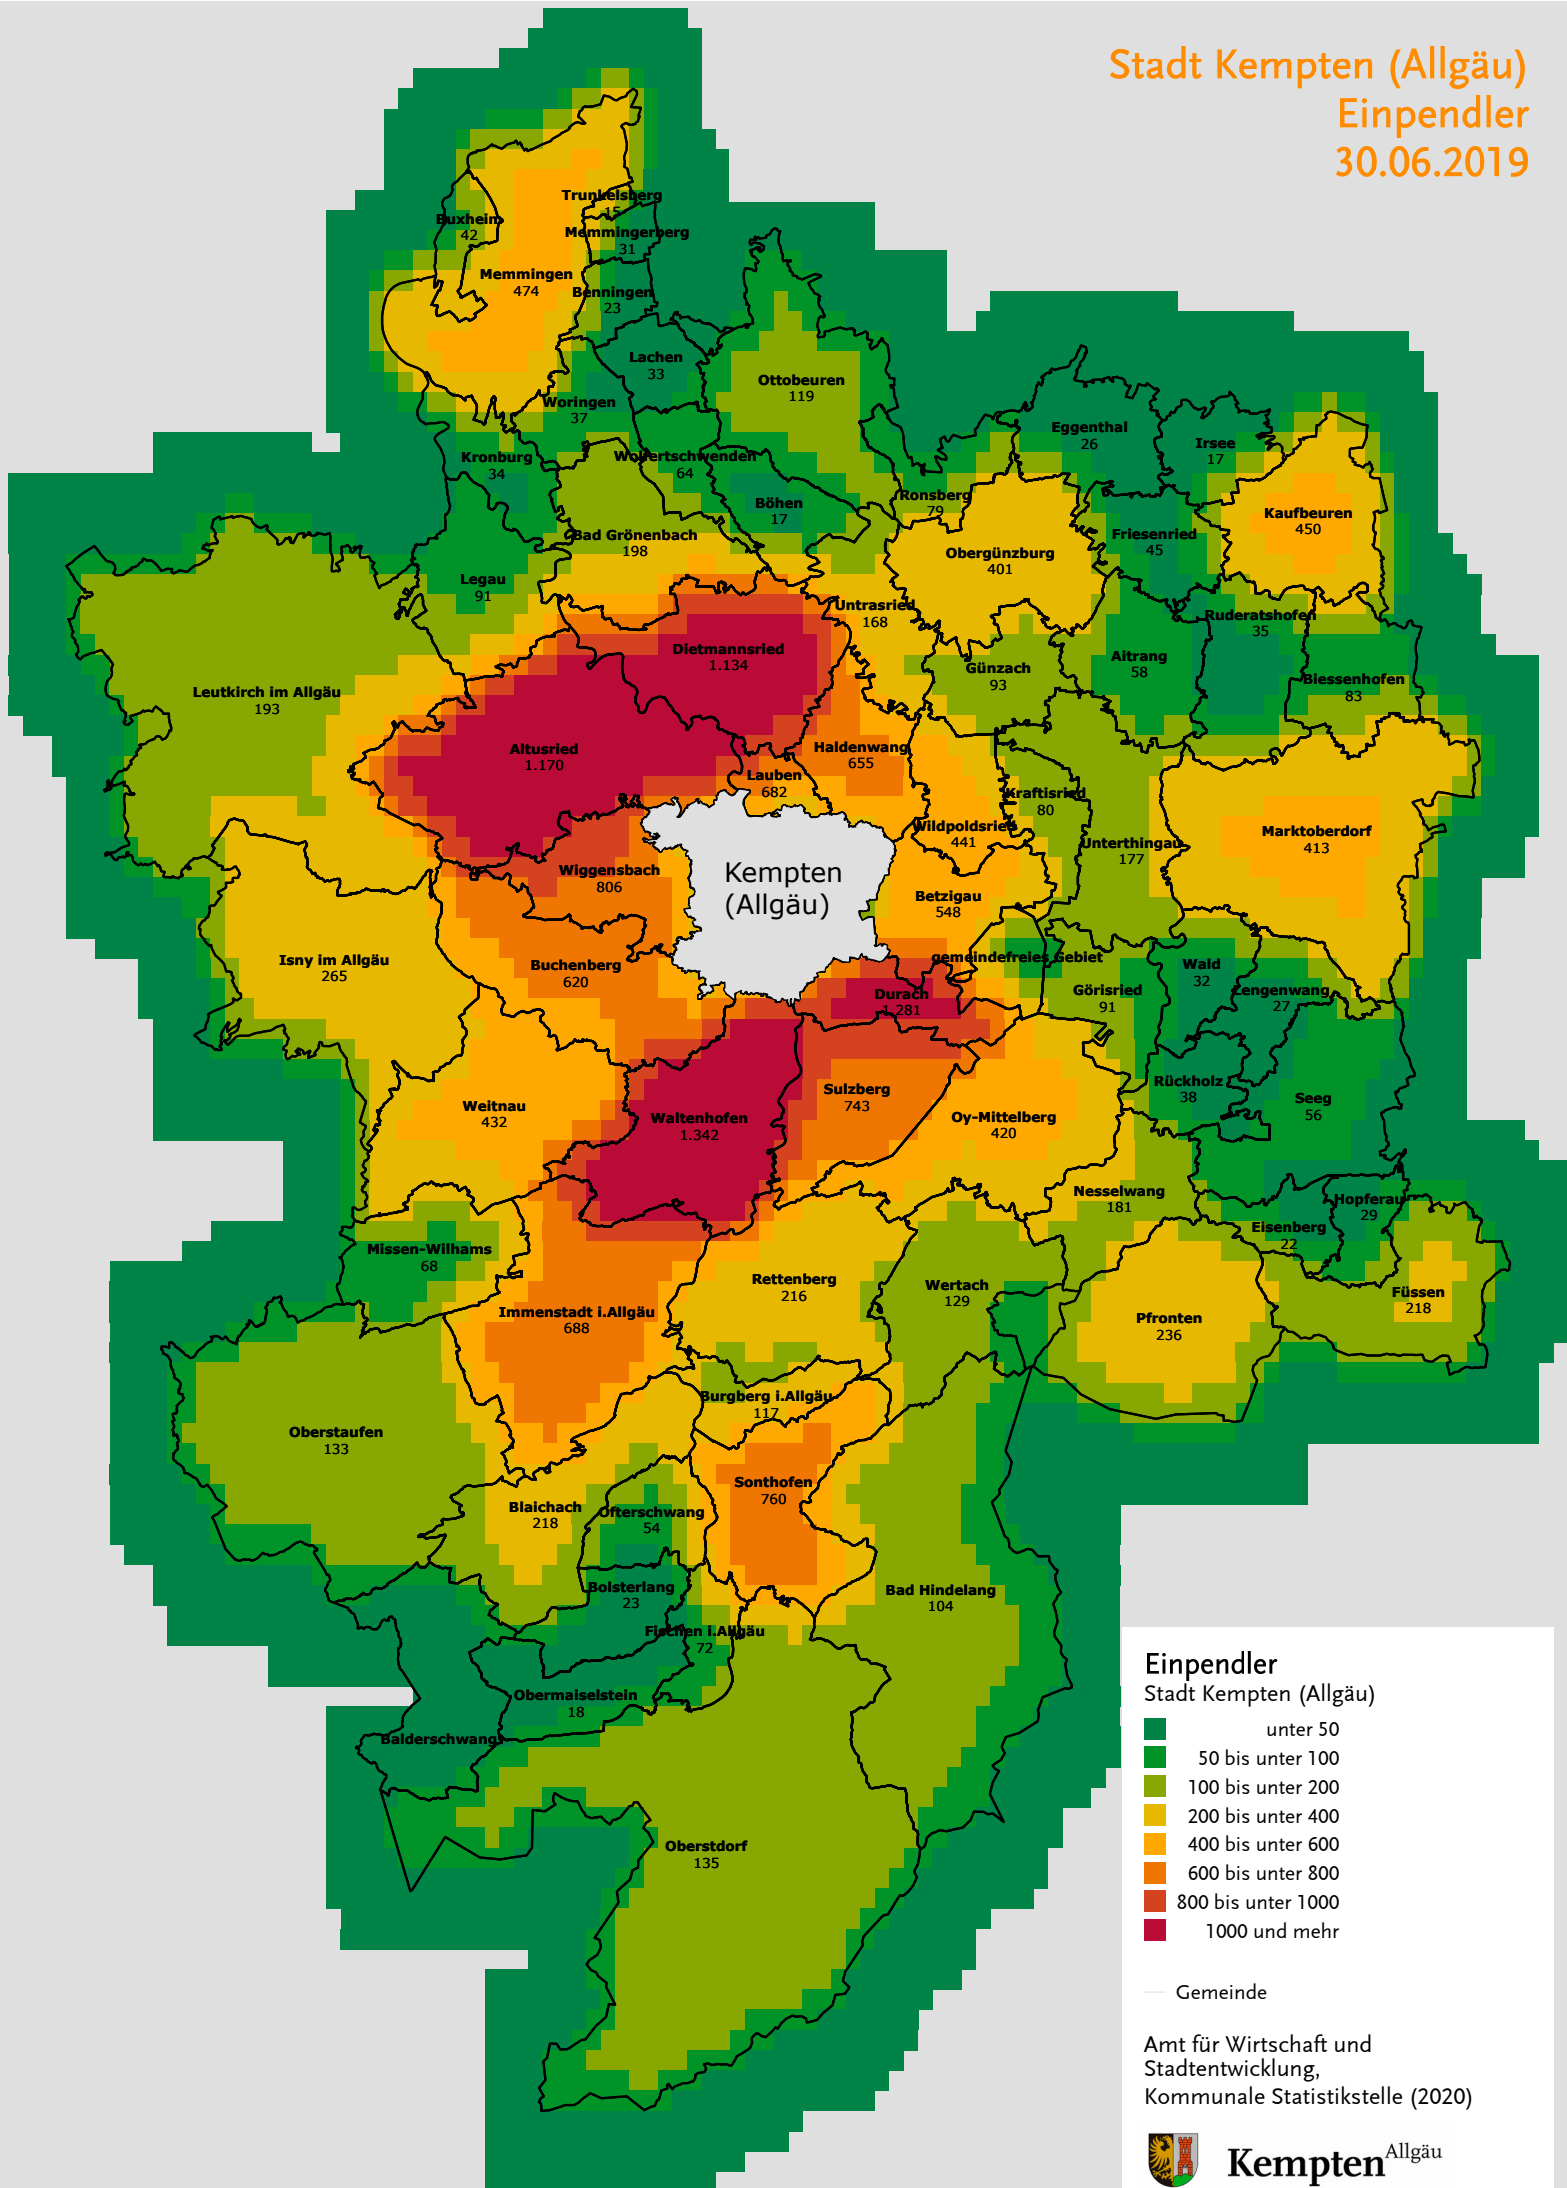 Stadt Kempten (Allgäu)
Einpendler
30.06.2019
Trunkelsberg
15
Buxheim
42
Memmingerberg
31
Memmingen
474
Benningen
23
Lachen
33
Ottobeuren
119
Woringen
37
Eggenthal
26
Irsee
17
Kronburg
34
Wolfertschwenden
64
Böhen
17
Ronsberg
79
Kaufbeuren
450
Bad Grönenbach
198
Friesenried
45
Obergünzburg
401
Legau
91
Untrasried
168
Ruderatshofen
35
Dietmannsried
1.134
Aitrang
58
Günzach
93
Biessenhofen
83
Leutkirch im Allgäu
193
Altusried
1.170
Haldenwang
655
Lauben
682
Kraftisried
80
Wildpoldsried
441
Marktoberdorf
413
Unterthingau
177
Wiggensbach
806
Kempten
(Allgäu)
Betzigau
548
Isny im Allgäu
265
Buchenberg
620
gemeindefreies Gebiet
Wald
32
Durach
1.281
Görisried
91
Lengenwang
27
Weitnau
432
Waltenhofen
1.342
Sulzberg
743
Oy-Mittelberg
420
Rückholz
38
Seeg
56
Nesselwang
181
Hopferau
29
Eisenberg
22
Missen-Wilhams
68
Rettenberg
216
Wertach
129
Füssen
218
Immenstadt i.Allgäu
688
Pfronten
236
Burgberg i.Allgäu
117
Oberstaufen
133
Sonthofen
760
Blaichach
218
Ofterschwang
54
Bolsterlang
23
Bad Hindelang
104
Fischen i.Allgäu
72
Obermaiselstein
18
Balderschwang
Oberstdorf
135
Einpendler
Stadt Kempten (Allgäu)
unter 50
50 bis unter 100
100 bis unter 200
200 bis unter 400
400 bis unter 600
600 bis unter 800
800 bis unter 1000
1000 und mehr
Gemeinde
Amt für Wirtschaft und
Stadtentwicklung,
Kommunale Statistikstelle (2020)
Kempten Allgäu